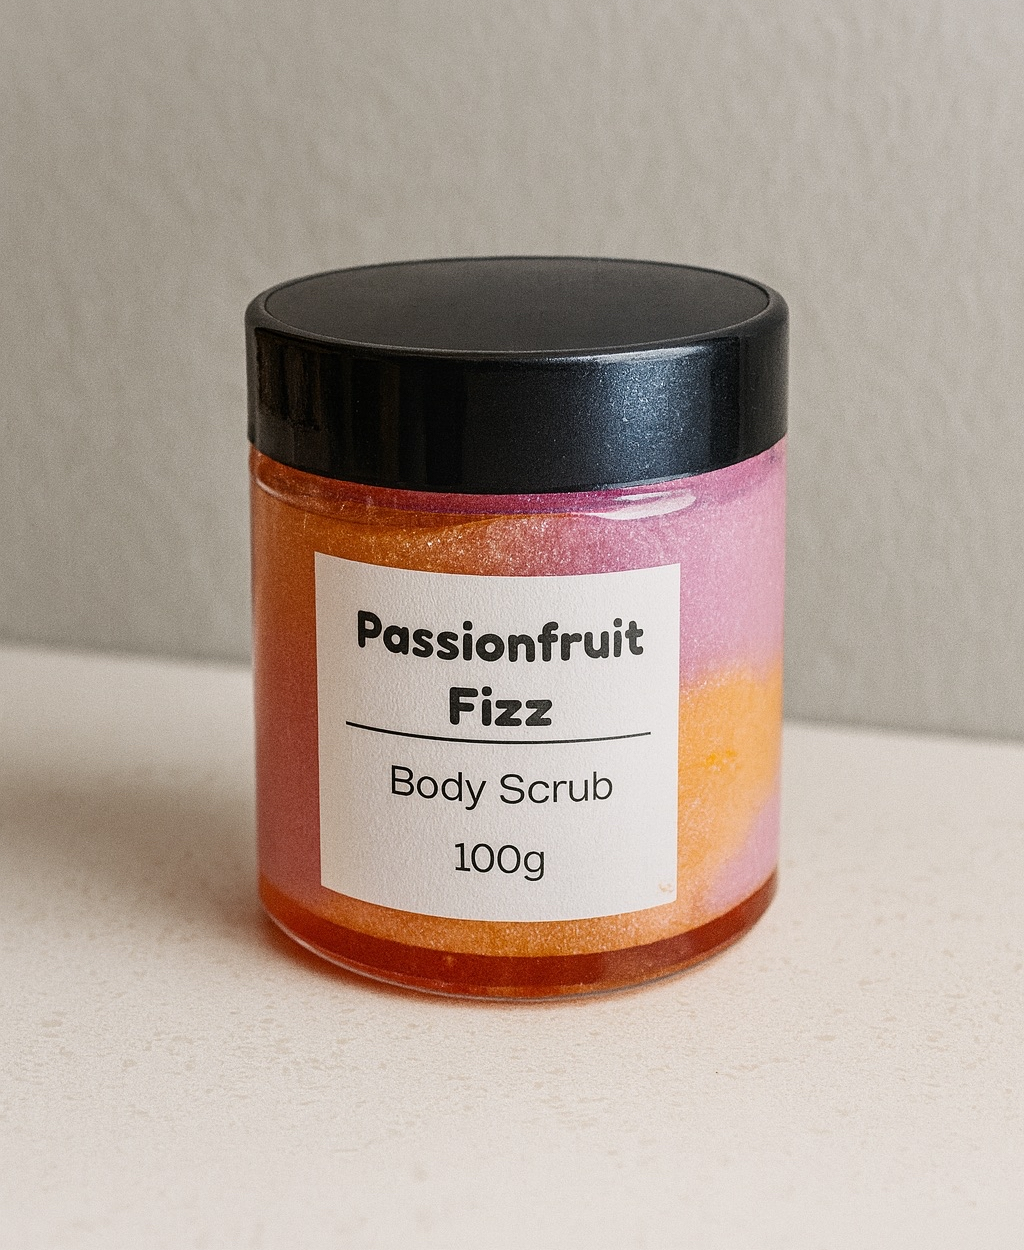 Passionfruit
Fizz
Body Scrub
100g